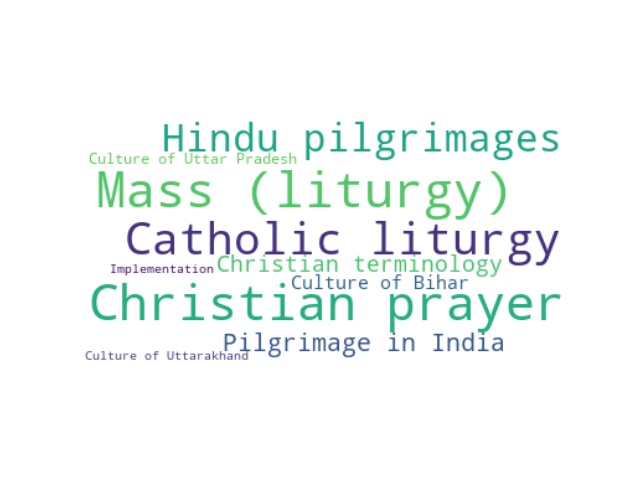 Hindu pilgrimages
Culture of Uttar Pradesh
Mass (liturgy)
Catholic liturgy
Christian terminology
Implementation
Culture of Bihar
Christian prayer
Pilgrimage in India
Culture of Uttarakhand